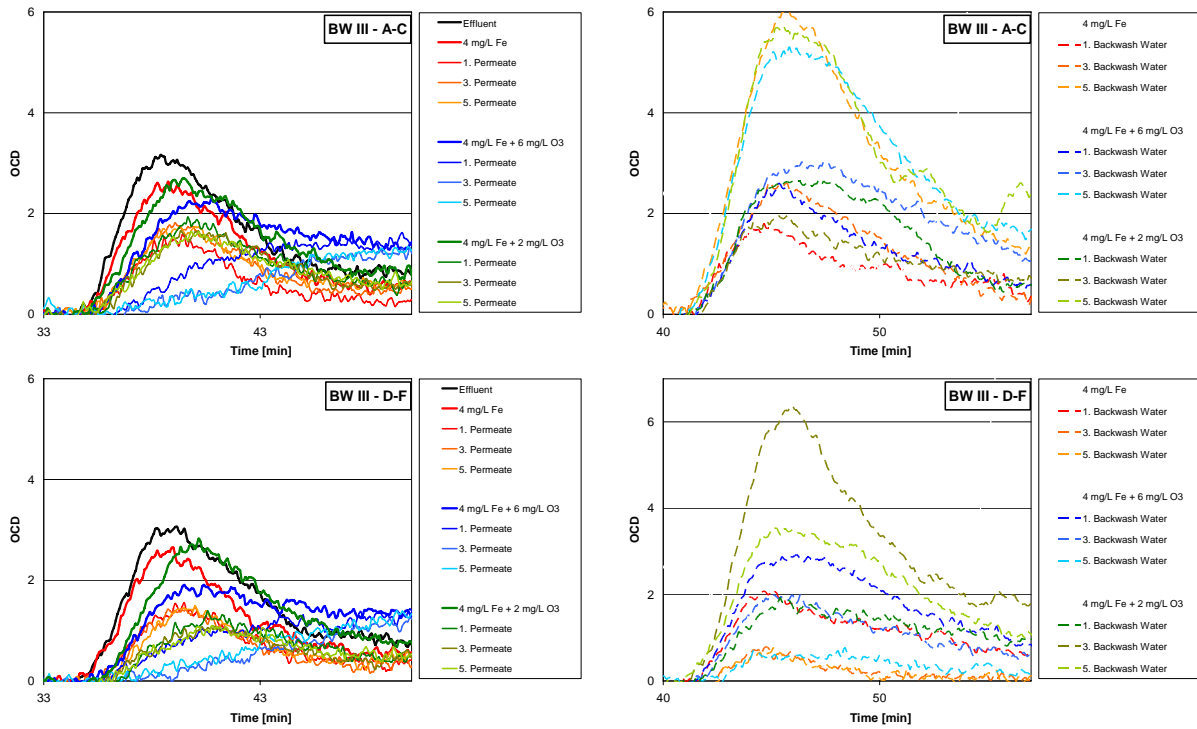 BW III - A-C
6
4
2
0
OCD
33
43
Time [min]
Effluent
4 mg/L Fe
1. Permeate
3. Permeate
5. Permeate
4 mg/L Fe + 6 mg/L O3
1. Permeate
3. Permeate
5. Permeate
4 mg/L Fe + 2 mg/L O3
1. Permeate
3. Permeate
5. Permeate
BW III - A-C
6
4
2
0
OCD
40
50
Time [min]
4 mg/L Fe
1. Backwash Water
3. Backwash Water
5. Backwash Water
4 mg/L Fe + 6 mg/L O3
1. Backwash Water
3. Backwash Water
5. Backwash Water
4 mg/L Fe + 2 mg/L O3
1. Backwash Water
3. Backwash Water
5. Backwash Water
BW III - D-F
6
4
2
0
OCD
33
43
Time [min]
Effluent
4 mg/L Fe
1. Permeate
3. Permeate
5. Permeate
4 mg/L Fe + 6 mg/L O3
1. Permeate
3. Permeate
5. Permeate
4 mg/L Fe + 2 mg/L O3
1. Permeate
3. Permeate
5. Permeate
BW III - D-F
6
4
2
0
OCD
40
50
Time [min]
4 mg/L Fe
1. Backwash Water
3. Backwash Water
5. Backwash Water
4 mg/L Fe + 6 mg/L O3
1. Backwash Water
3. Backwash Water
5. Backwash Water
4 mg/L Fe + 2 mg/L O3
1. Backwash Water
3. Backwash Water
5. Backwash Water